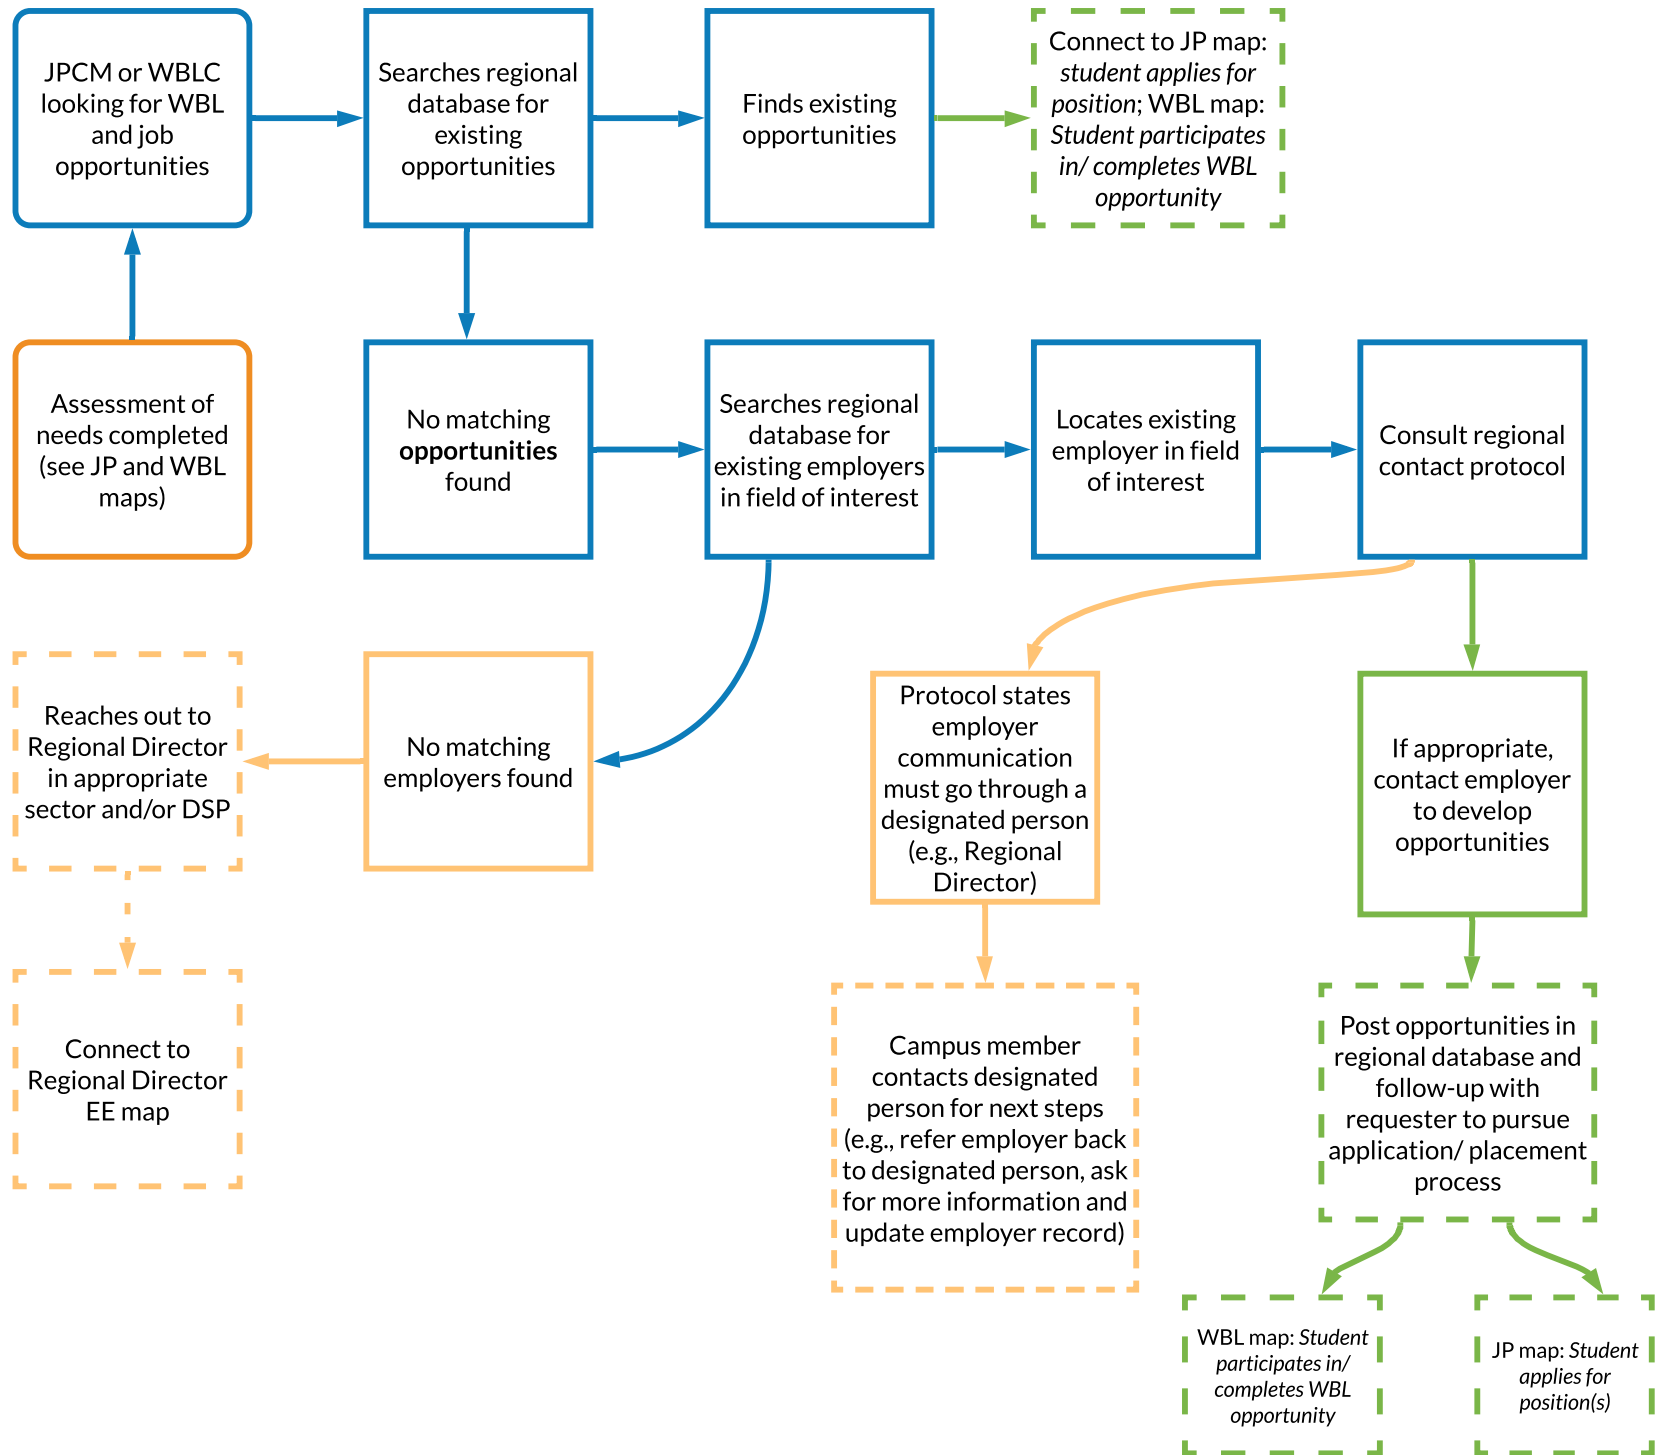 JPCM or WBLC
looking for WBL
and job
opportunities
Searches regional
database for
existing
opportunities
Finds existing
opportunities
Connect to JP map:
student applies for
position; WBL map:
Student participates
in/ completes WBL
opportunity
Assessment of
needs completed
(see JP and WBL
maps)
No matching
opportunities
found
Searches regional
database for
existing employers
in field of interest
Locates existing
employer in field
of interest
Consult regional
contact protocol
Reaches out to
Regional Director
in appropriate
sector and/or DSP
No matching
employers found
Protocol states
employer
communication
must go through a
designated person
(e.g., Regional
Director)
If appropriate,
contact employer
to develop
opportunities
Connect to
Regional Director
EE map
Campus member
contacts designated
person for next steps
(e.g., refer employer back
to designated person, ask
for more information and
update employer record)
Post opportunities in
regional database and
follow-up with
requester to pursue
application/ placement
process
WBL map: Student
participates in/
completes WBL
opportunity
JP map: Student
applies for
position(s)